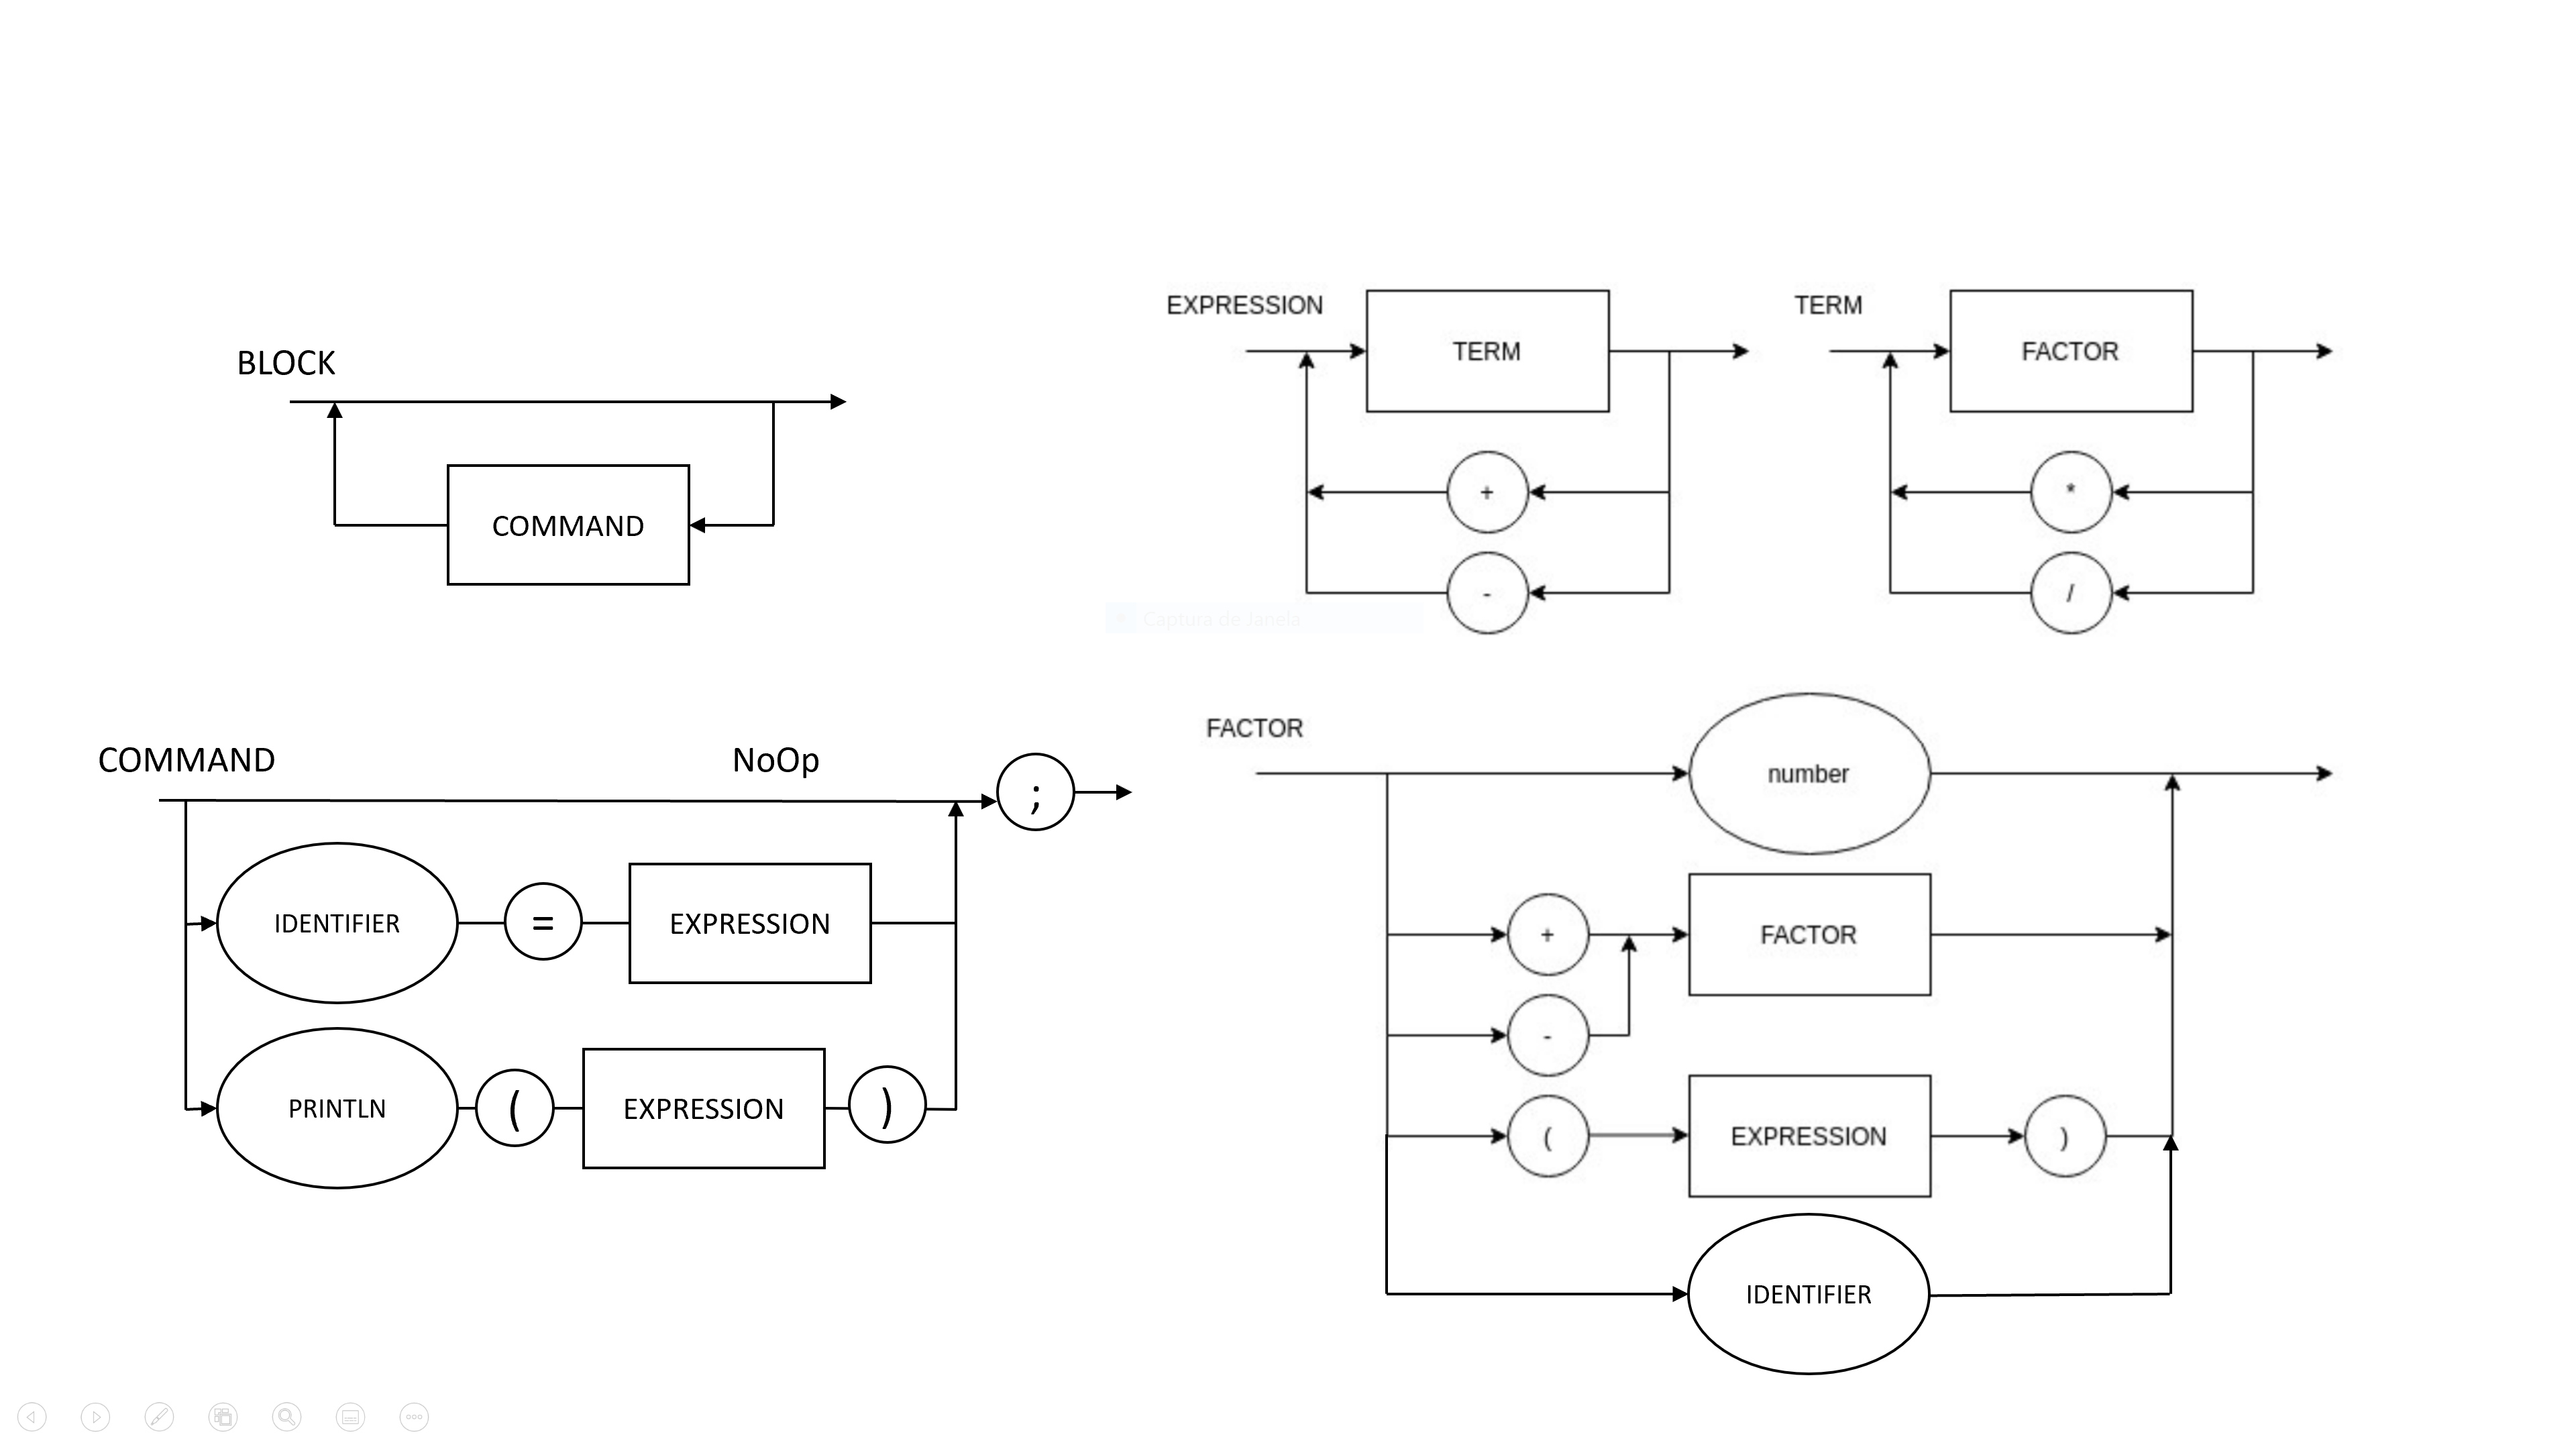 BLOCK
COMMAND
EXPRESSION
TERM
+
-
TERM
FACTOR
*
/
Captura de Janela
COMMAND
NoOp
;
IDENTIFIER
=
EXPRESSION
PRINTLN
(
EXPRESSION
)
FACTOR
number
+
FACTOR
-
(
EXPRESSION
)
IDENTIFIER